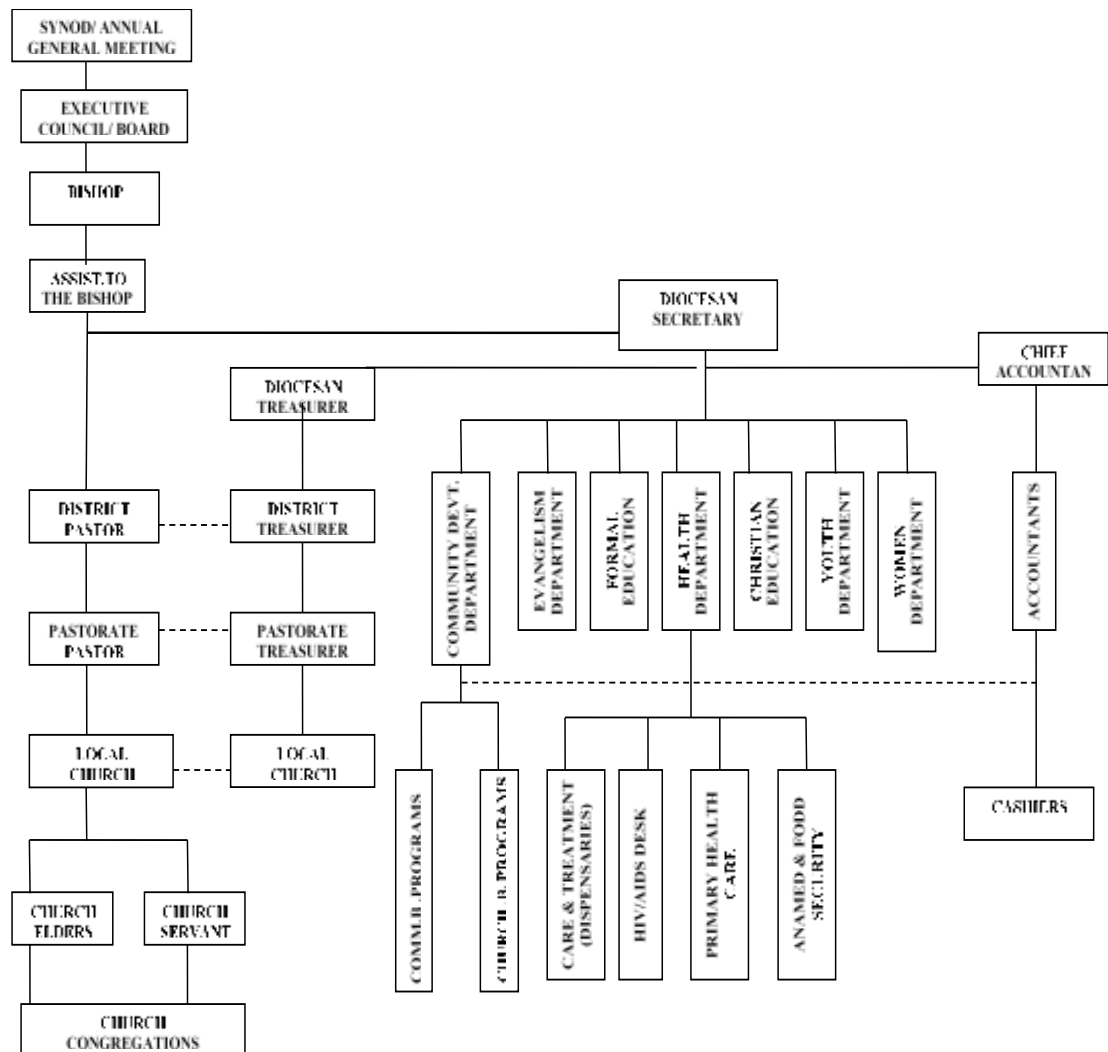 SYNOD/ ANNUAL
GENERAL MEETING
EXECUTIVE
COUNCIL/ BOARD
BISHOP
ASSIST.TO
THE BISHOP
DIOCESAN
SECRETARY
CHIEF
ACCOUNTAN
DIOCESAN
TREASURER
DISTRICT
PASTOR
DISTRICT
TREASURER
COMMUNITY DEVT.
DEPARTMENT
EVANGELISM
DEPARTMENT
FORMAL
EDUCATION
HEALTH
DEPARTMENT
CHRISTIAN
EDUCATION
YOUTH
DEPARTMENT
WOMEN
DEPARTMENT
ACCOUNTANTS
PASTORATE
PASTOR
PASTORATE
TREASURER
LOCAL
CHURCH
LOCAL
CHURCH
COMM.B.PROGRAMS
CHURCH .B. PROGRAMS
CARE & TREATMENT
(DISPENSARIES)
HIV/AIDS DESK
PRIMARY HEALTH
CARE
ANAMED & FODD
SECURITY
CASHIERS
CHURCH
ELDERS
CHURCH
SERVANT
CHURCH
CONGREGATIONS